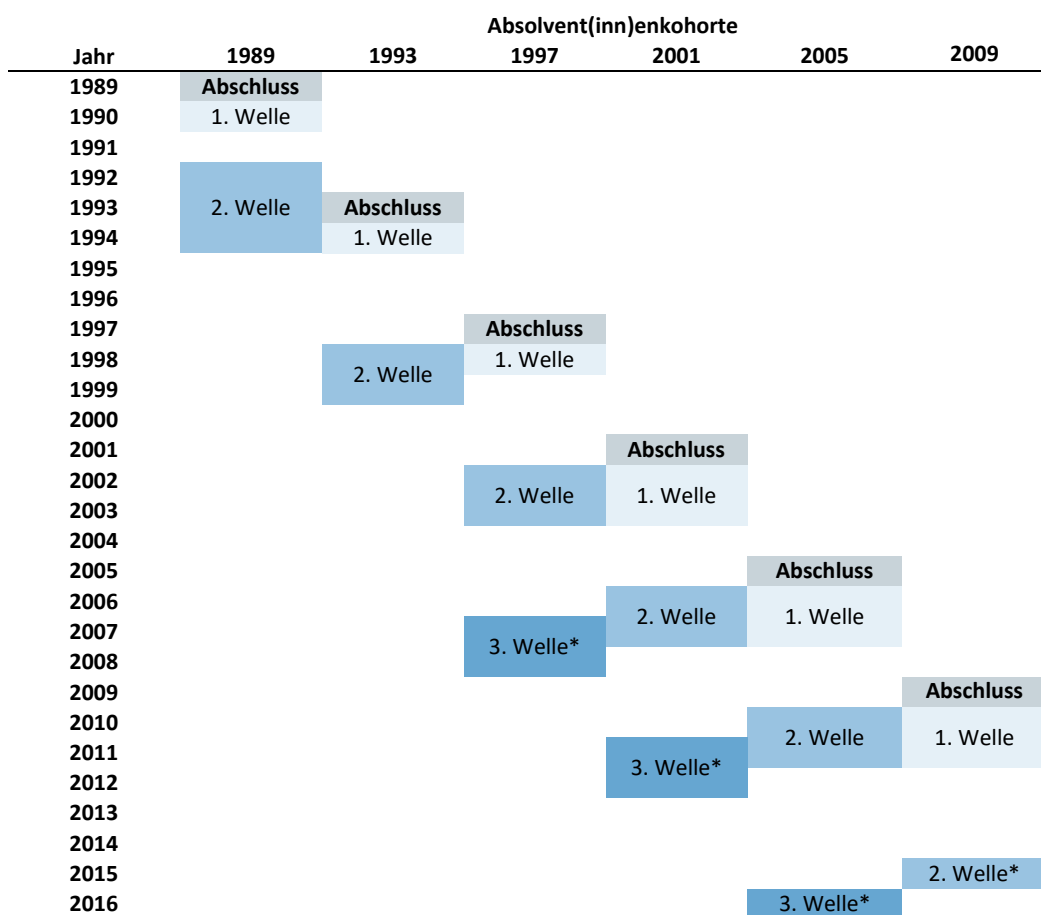 Absolvent(inn)enkohorte
Jahr 1989 1993 1997 2001 2005 2009
1989 Abschluss
1990 1. Welle
1991
1992
1993 2. Welle Abschluss
1994 1. Welle
1995
1996
1997 Abschluss
1998 1. Welle
2. Welle
1999
2000
2001 Abschluss
2002
2. Welle 1. Welle
2003
2004
2005 Abschluss
2006
2. Welle 1. Welle
2007
3. Welle*
2008
2009 Abschluss
2010
2. Welle 1. Welle
2011
3. Welle*
2012
2013
2014
2015 2. Welle*
2016 3. Welle*